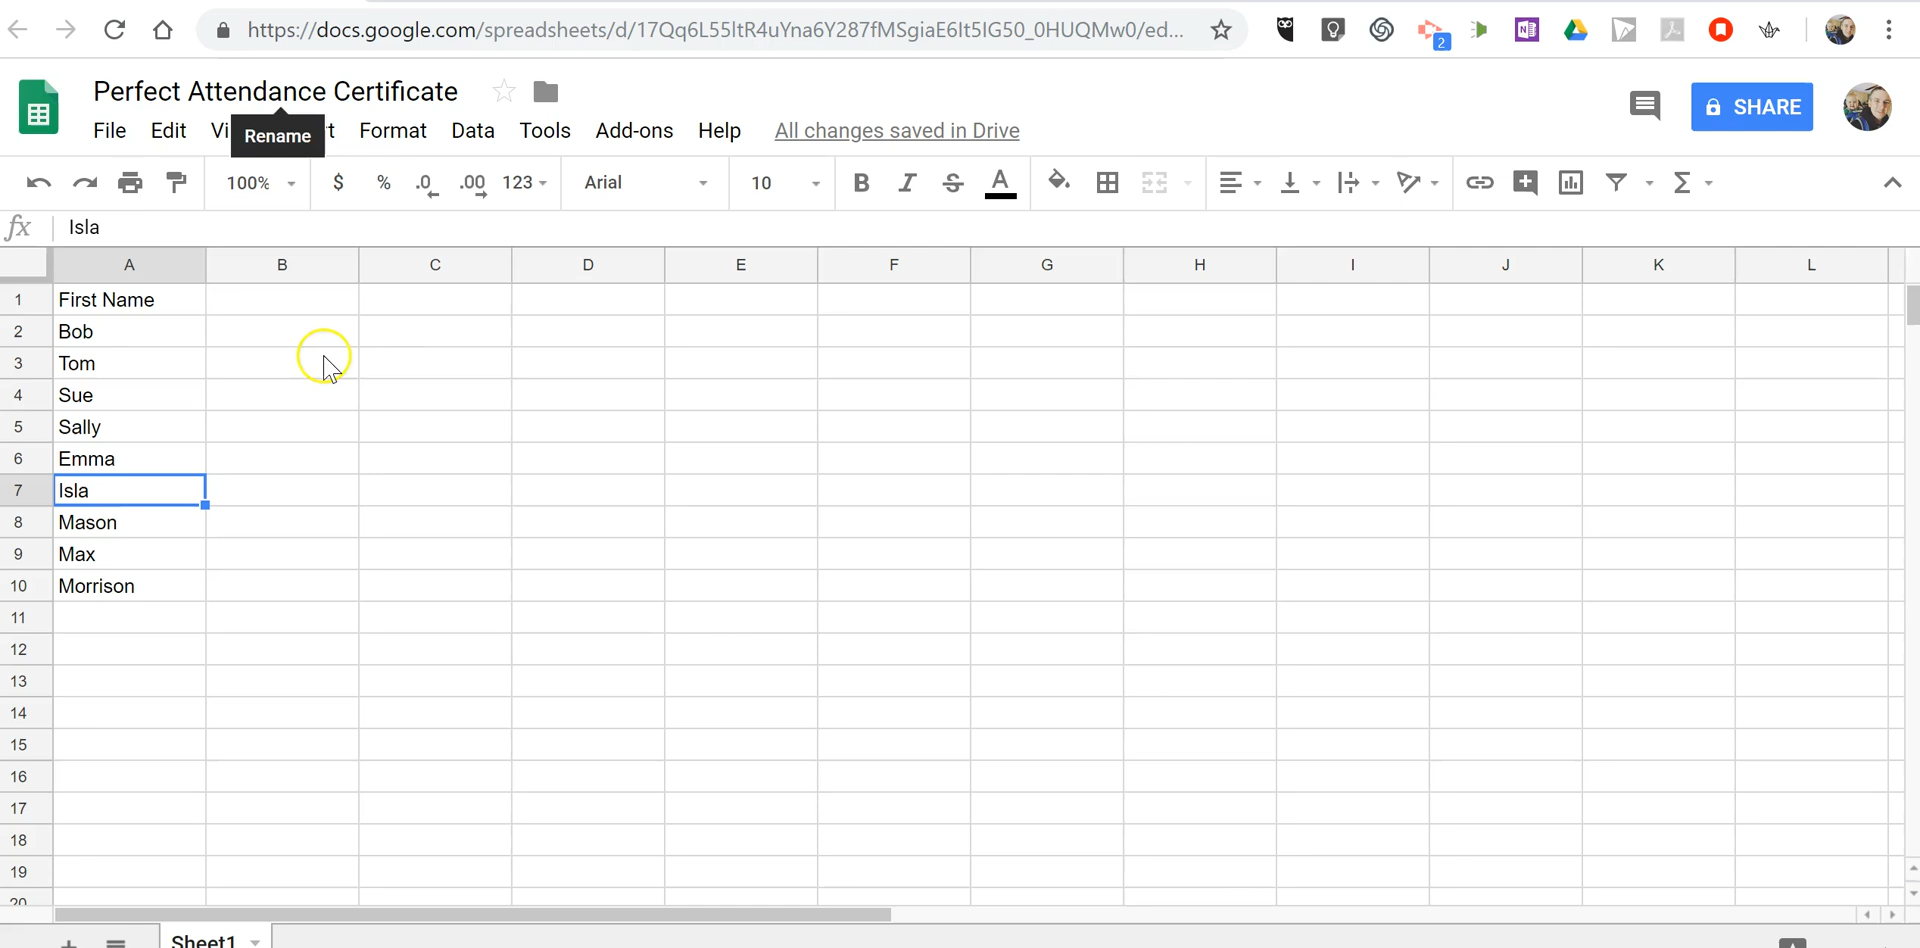 https://docs.google.com/spreadsheets/d/17Qq6L55ltR4uYna6Y287fMSgiaE6It5IG50_0HUQMw0/ed...
2
Perfect Attendance Certificate
File Edit Vi Rename t Format Data Tools Add-ons Help All changes saved in Drive
SHARE
100% $ % .0 .00 123 Arial 10 B I S A Σ
fx Isla
A B C D E F G H I J K L
1 First Name
2 Bob
3 Tom
4 Sue
5 Sally
6 Emma
7 Isla
8 Mason
9 Max
10 Morrison
11
12
13
14
15
16
17
18
19
20
Sheet1